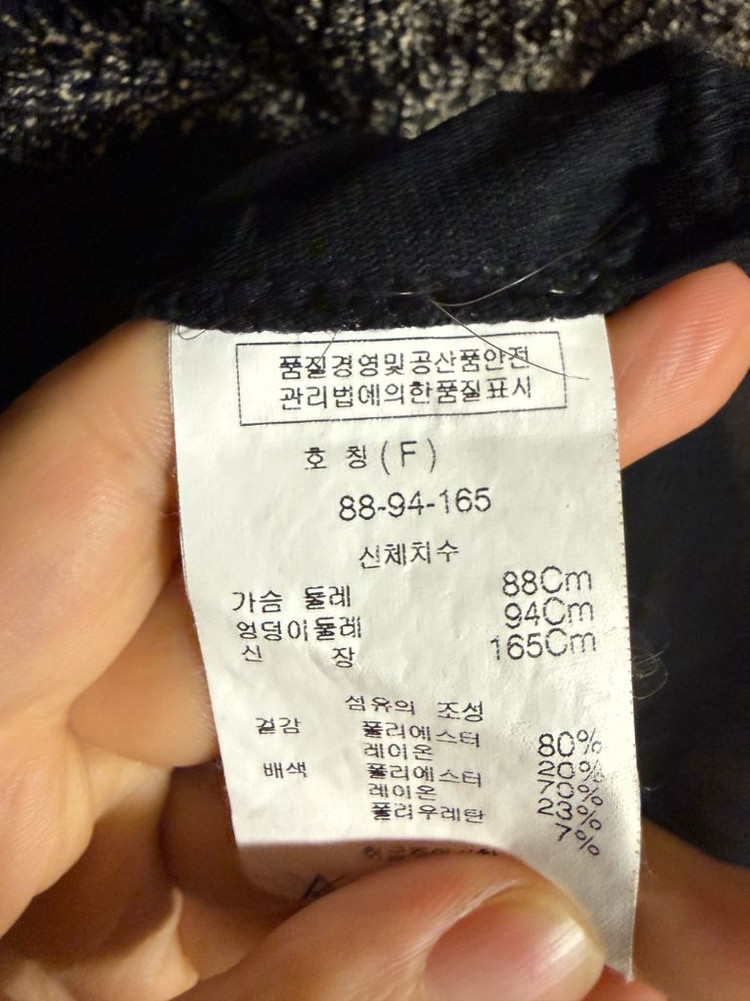 품질경영및공산품안전
관리법에의한품질표시
호 칭(F)
88-94-165
신체치수
가슴 둘레 88Cm
엉덩이둘레 94Cm
신 장 165Cm
섬유의 조성
겉감 폴리에스터 80%
레이온 20%
배색 폴리에스터 70%
레이온 23%
폴리우레탄 7%